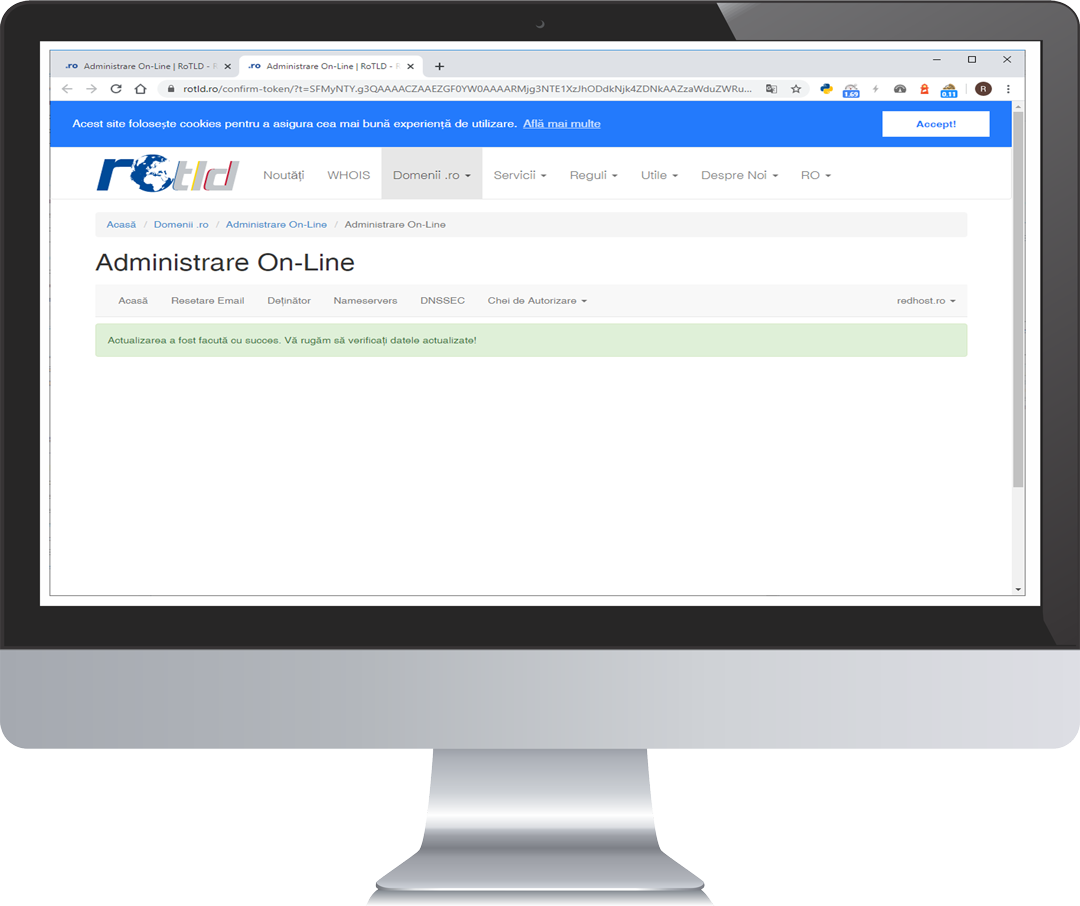 .ro Administrare On-Line | RoTLD - R
.ro Administrare On-Line | RoTLD - R
rotld.ro/confirm-token/?t=SFMyNTY.g3QAAAACZAAEZGF0YW0AAAARMjg3NTE1XzJhODdkNjk4ZDNkAAZzaWduZWRu...
1.69
0.11
R
Acest site folosește cookies pentru a asigura cea mai bună experiență de utilizare. Află mai multe
Accept!
rotld
Noutăți WHOIS Domenii .ro Servicii Reguli Utile Despre Noi RO
Acasă / Domenii .ro / Administrare On-Line / Administrare On-Line
Administrare On-Line
Acasă Resetare Email Deținător Nameservers DNSSEC Chei de Autorizare redhost.ro
Actualizarea a fost facută cu succes. Vă rugăm să verificați datele actualizate!